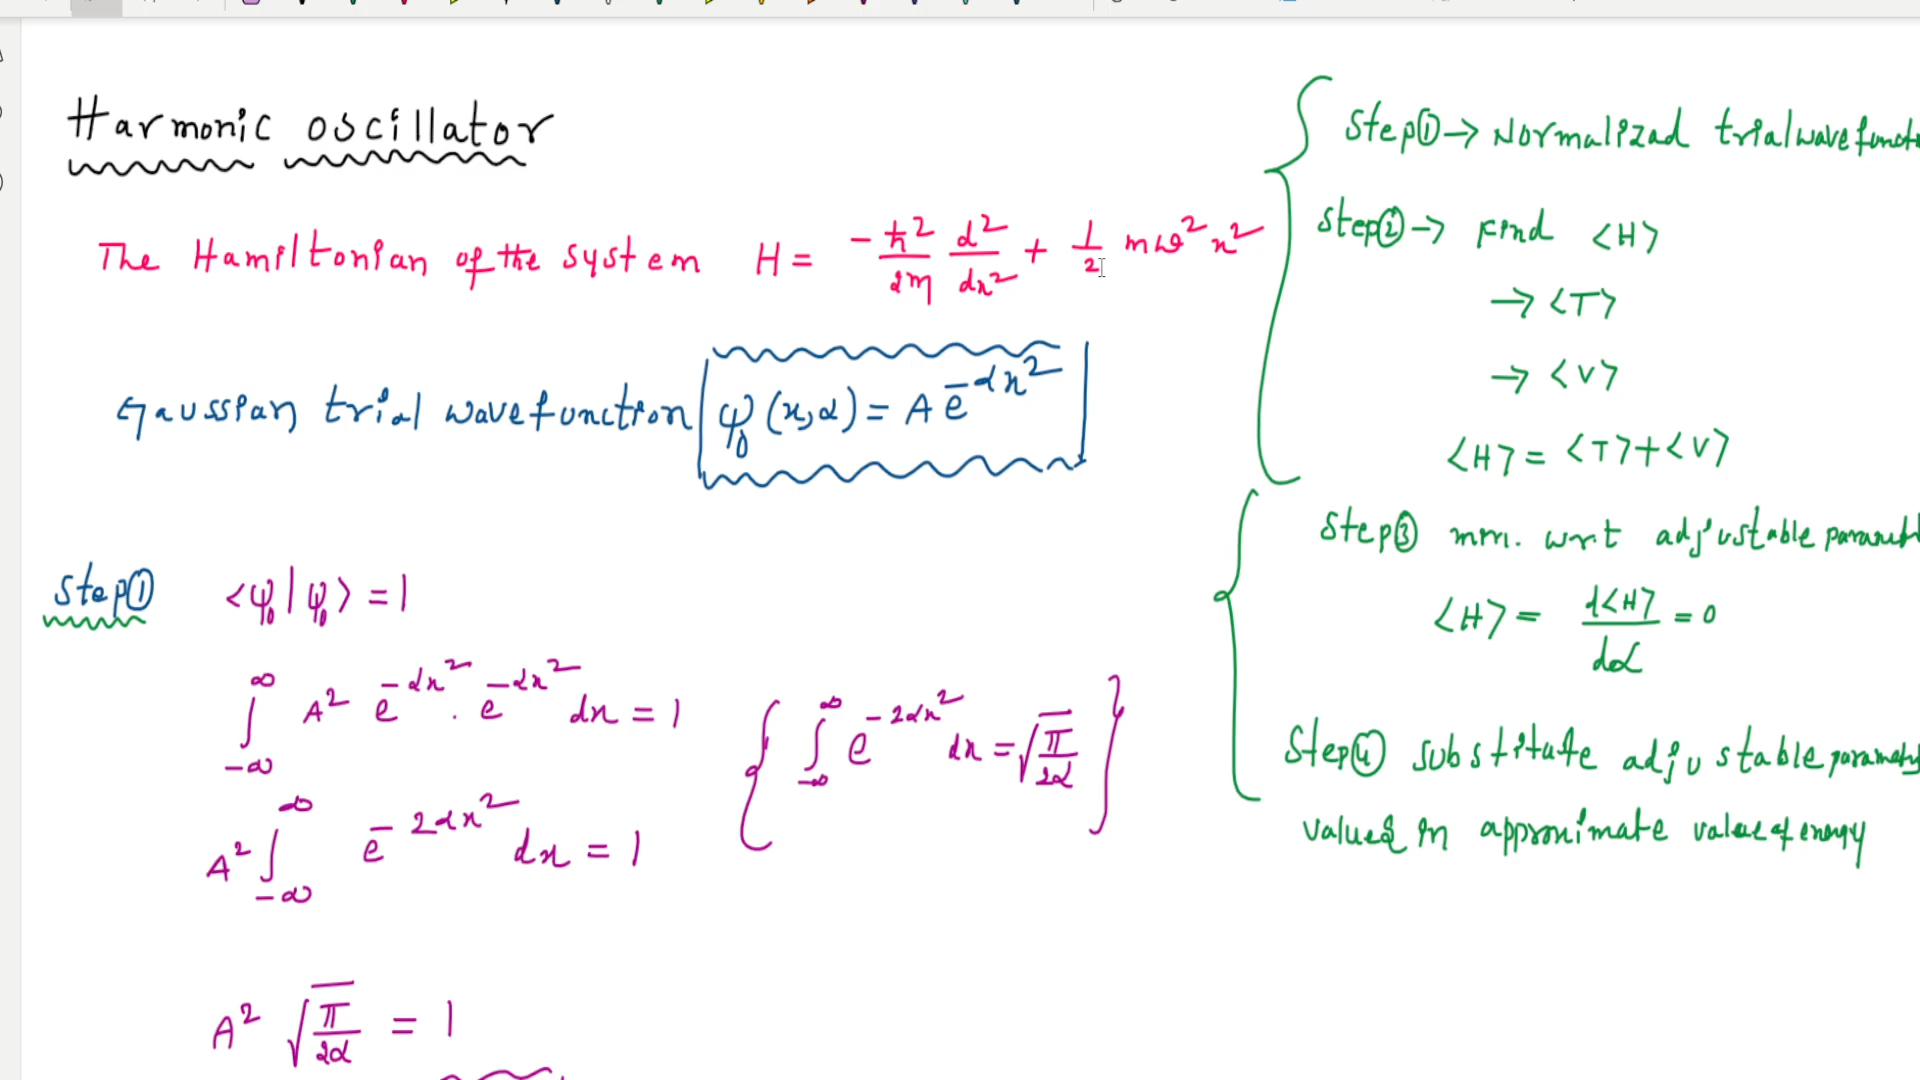 Harmonic oscillator
The Hamiltonian of the system H = -ħ²/2m d²/dx² + 1/2 mω²x²
Gaussian trial wavefunction ψ₀(x,α) = A e^-αx²
Step① <ψ₀|ψ₀> = 1
∫_-∞^∞ A² e^-αx² . e^-αx² dx = 1
{ ∫_-∞^∞ e^-2αx² dx = √(π/2α) }
A² ∫_-∞^∞ e^-2αx² dx = 1
A² √(π/2α) = 1
Step① → Normalizad trial wavefunct
Step② → Find <H>
→ <T>
→ <V>
<H> = <T> + <V>
Step③ min. w.r.t adjustable paramet
<H> = d<H>/dα = 0
Step④ substitute adjustable parameter
values in approximate value of energy